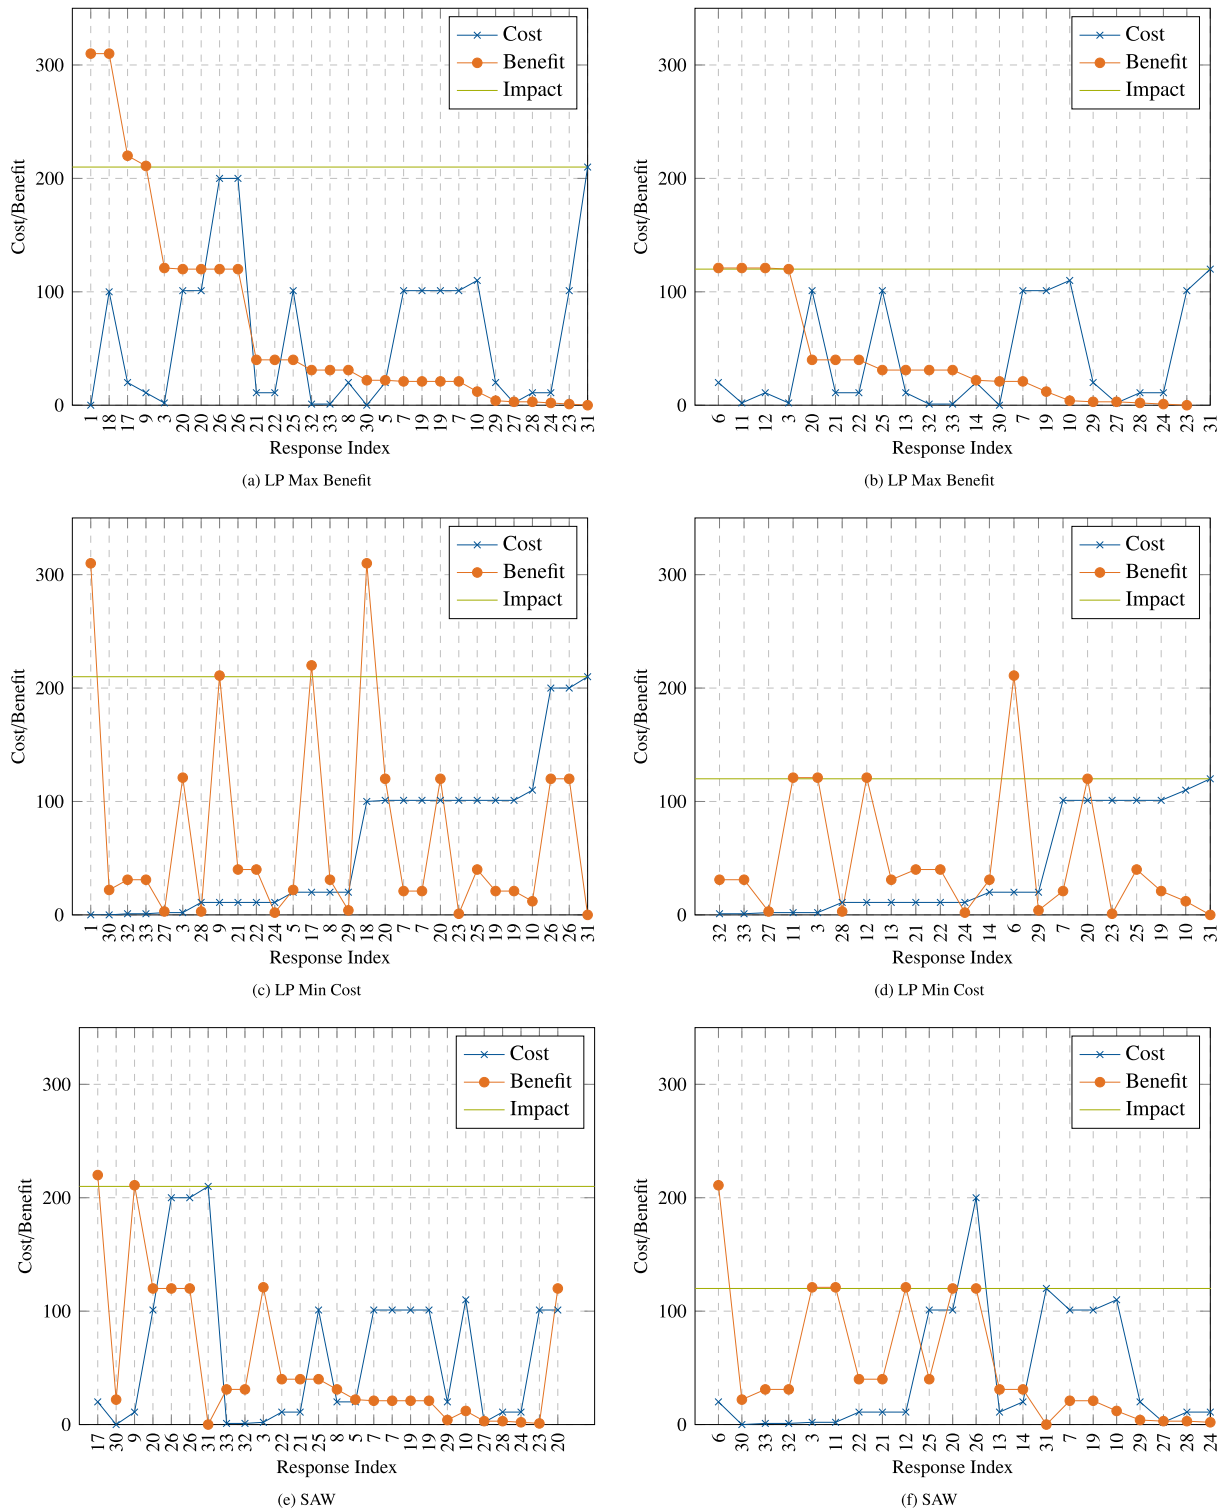 Cost
Benefit
Impact
300
200
100
0
Cost/Benefit
1 18 17 9 3 20 20 26 26 21 22 25 32 33 8 30 5 7 19 19 7 10 29 27 28 24 23 31
Response Index
(a) LP Max Benefit
Cost
Benefit
Impact
300
200
100
0
Cost/Benefit
6 11 12 3 20 21 22 25 13 32 33 14 30 7 19 10 29 27 28 24 23 31
Response Index
(b) LP Max Benefit
Cost
Benefit
Impact
300
200
100
0
Cost/Benefit
1 30 32 33 27 3 28 9 21 22 24 5 17 8 29 18 20 7 7 20 23 25 19 19 10 26 26 31
Response Index
(c) LP Min Cost
Cost
Benefit
Impact
300
200
100
0
Cost/Benefit
32 33 27 11 3 28 12 13 21 22 24 14 6 29 7 20 23 25 19 10 31
Response Index
(d) LP Min Cost
Cost
Benefit
Impact
300
200
100
0
Cost/Benefit
17 30 9 20 26 26 31 33 32 3 22 21 25 8 5 7 7 19 19 29 10 27 28 24 23 20
Response Index
(e) SAW
Cost
Benefit
Impact
300
200
100
0
Cost/Benefit
6 30 33 32 3 11 22 21 12 25 20 26 13 14 31 7 19 10 29 27 28 24
Response Index
(f) SAW